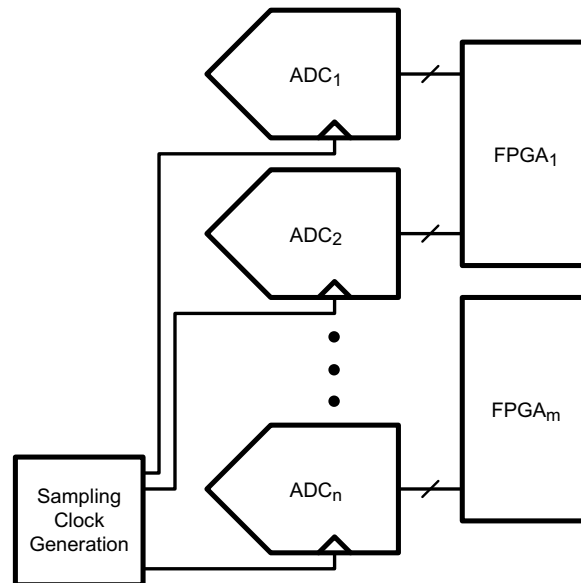 ADC₁
FPGA₁
ADC₂
FPGAₘ
ADCₙ
Sampling
Clock
Generation